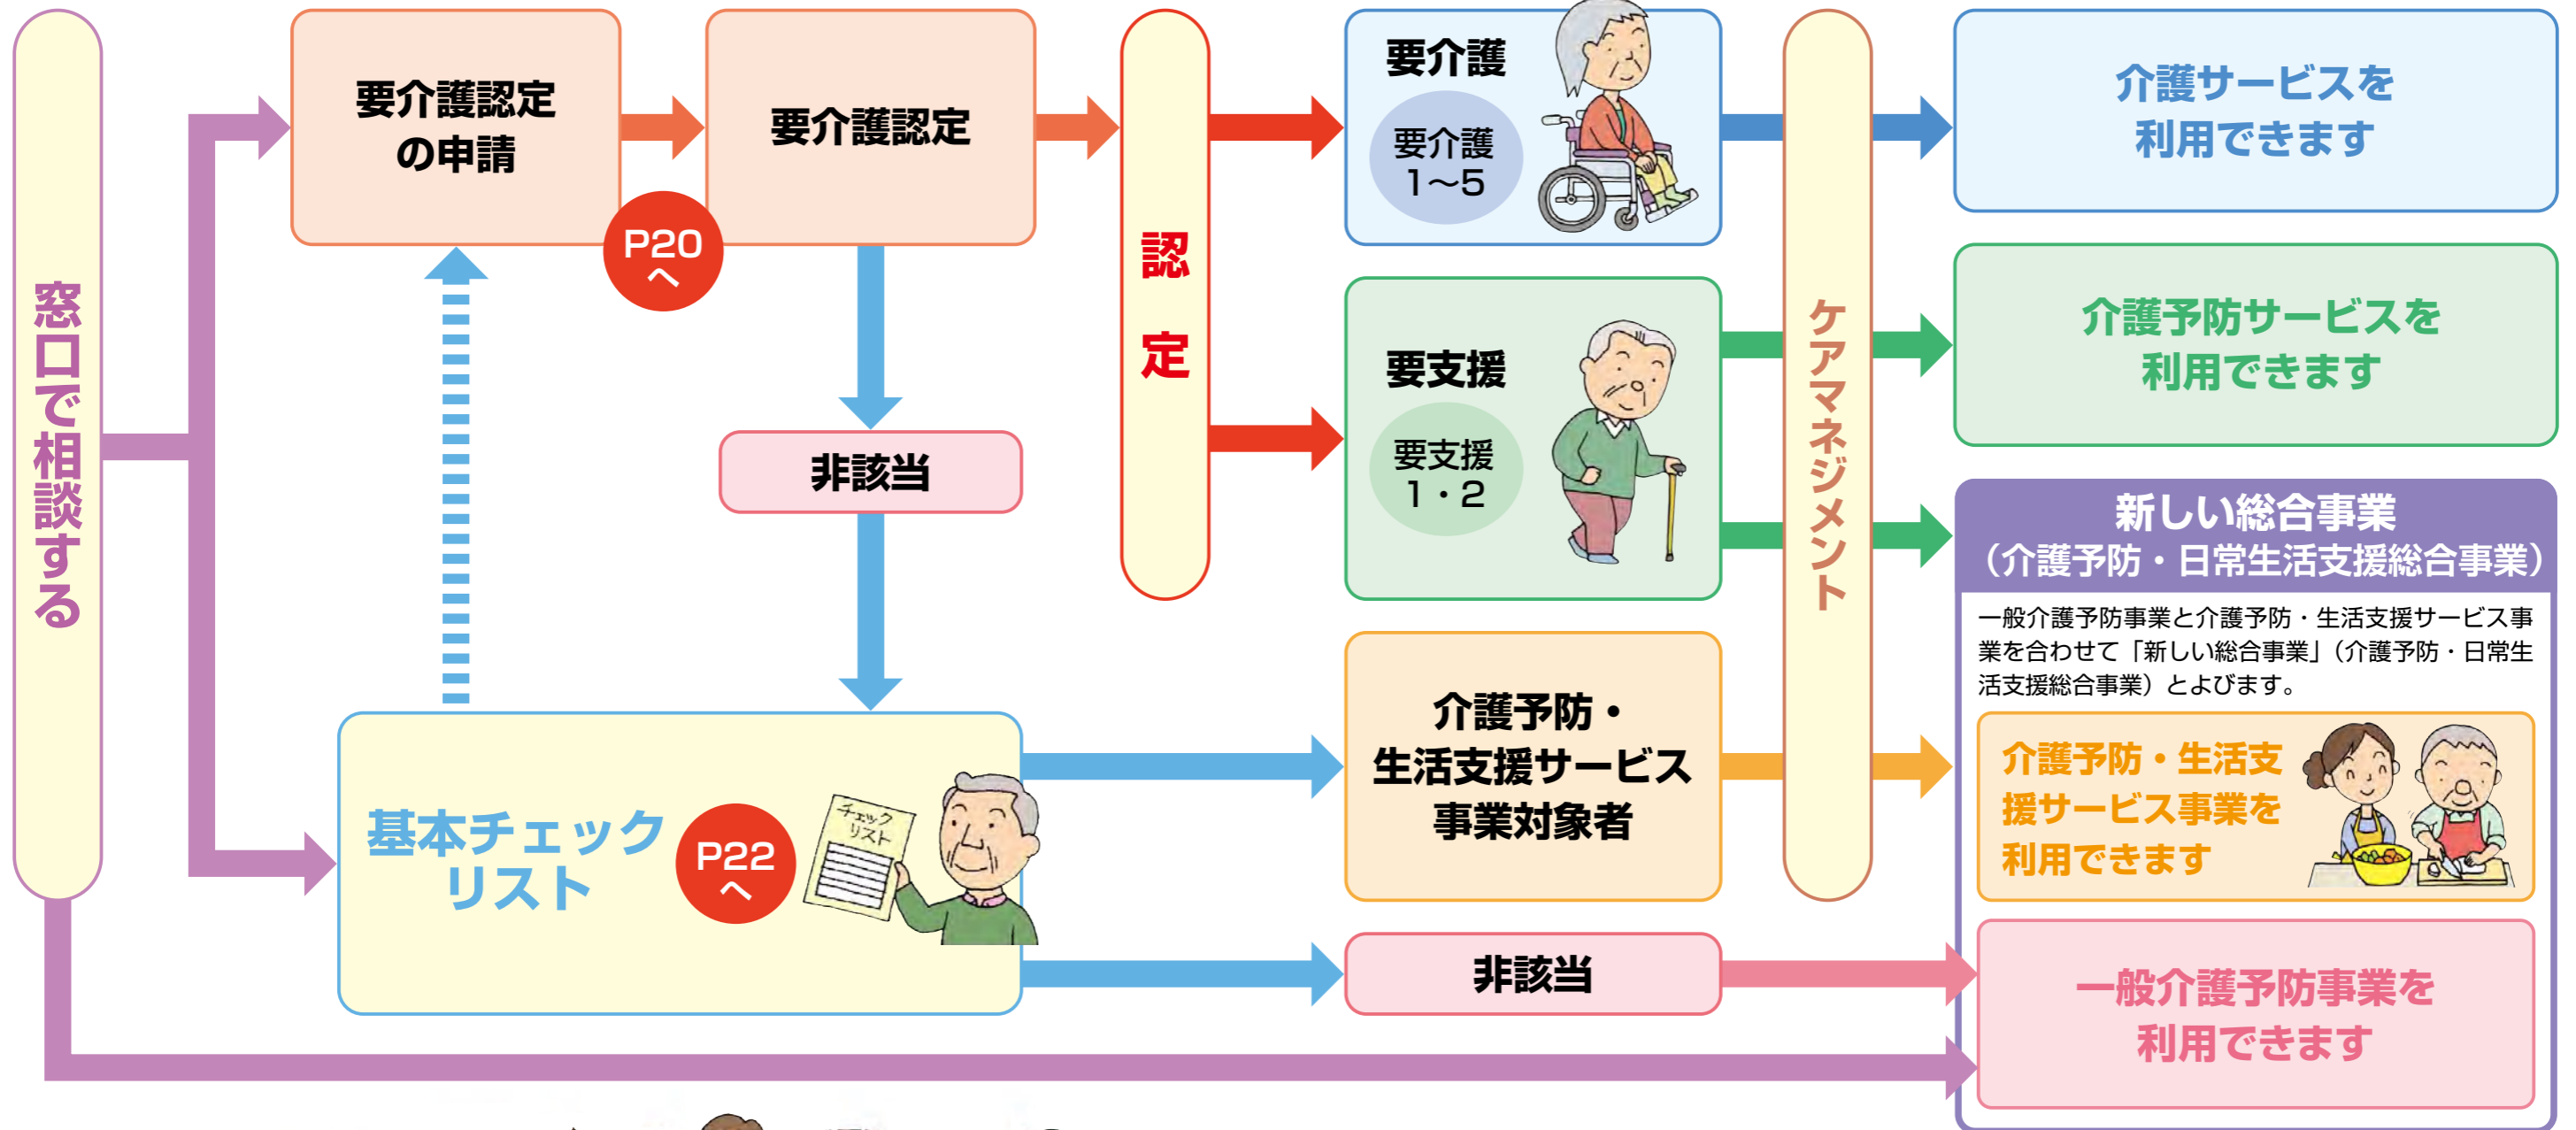 窓口で相談する
要介護認定
の申請
要介護認定
P20
へ
非該当
基本チェック
リスト
P22
へ
チェック
リスト
認定
要介護
要介護
1～5
要支援
要支援
1・2
介護予防・
生活支援サービス
事業対象者
非該当
ケアマネジメント
介護サービスを
利用できます
介護予防サービスを
利用できます
新しい総合事業
（介護予防・日常生活支援総合事業）
一般介護予防事業と介護予防・生活支援サービス事
業を合わせて「新しい総合事業」（介護予防・日常生
活支援総合事業）とよびます。
介護予防・生活支
援サービス事業を
利用できます
一般介護予防事業を
利用できます